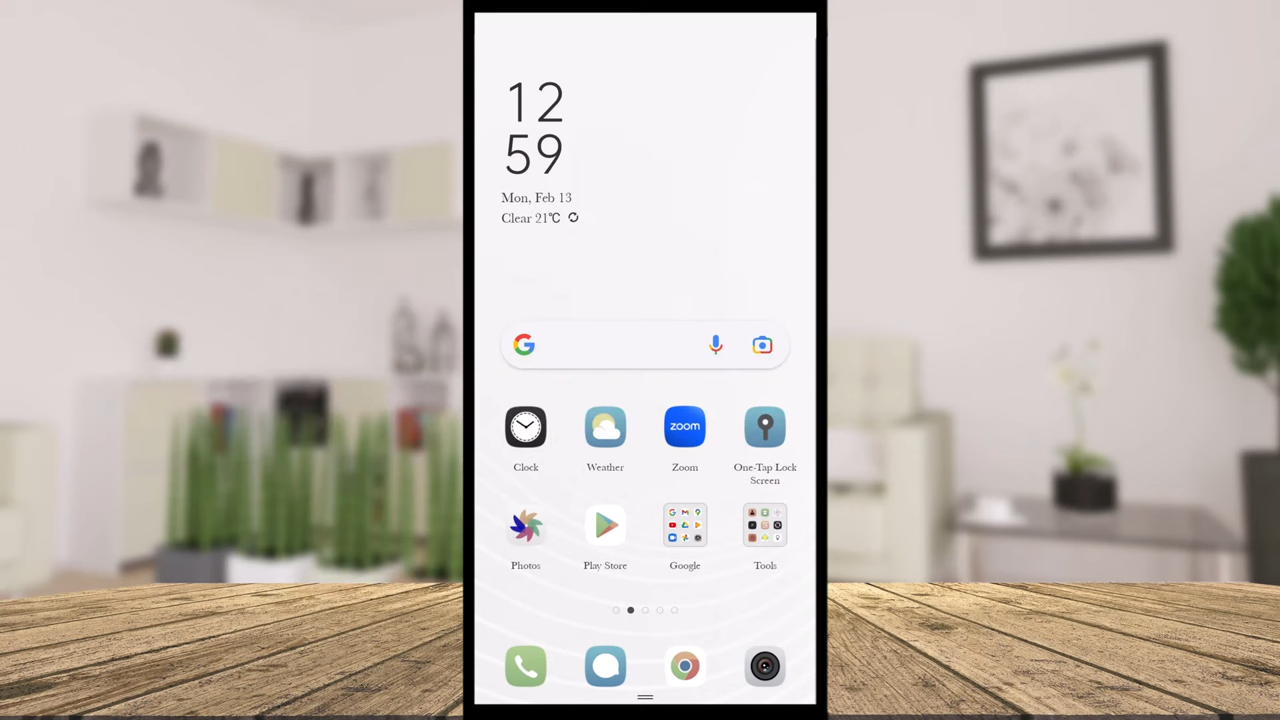 12
59
Mon, Feb 13
Clear 21℃
zoom
Clock
Weather
Zoom
One-Tap Lock
Screen
Photos
Play Store
Google
Tools